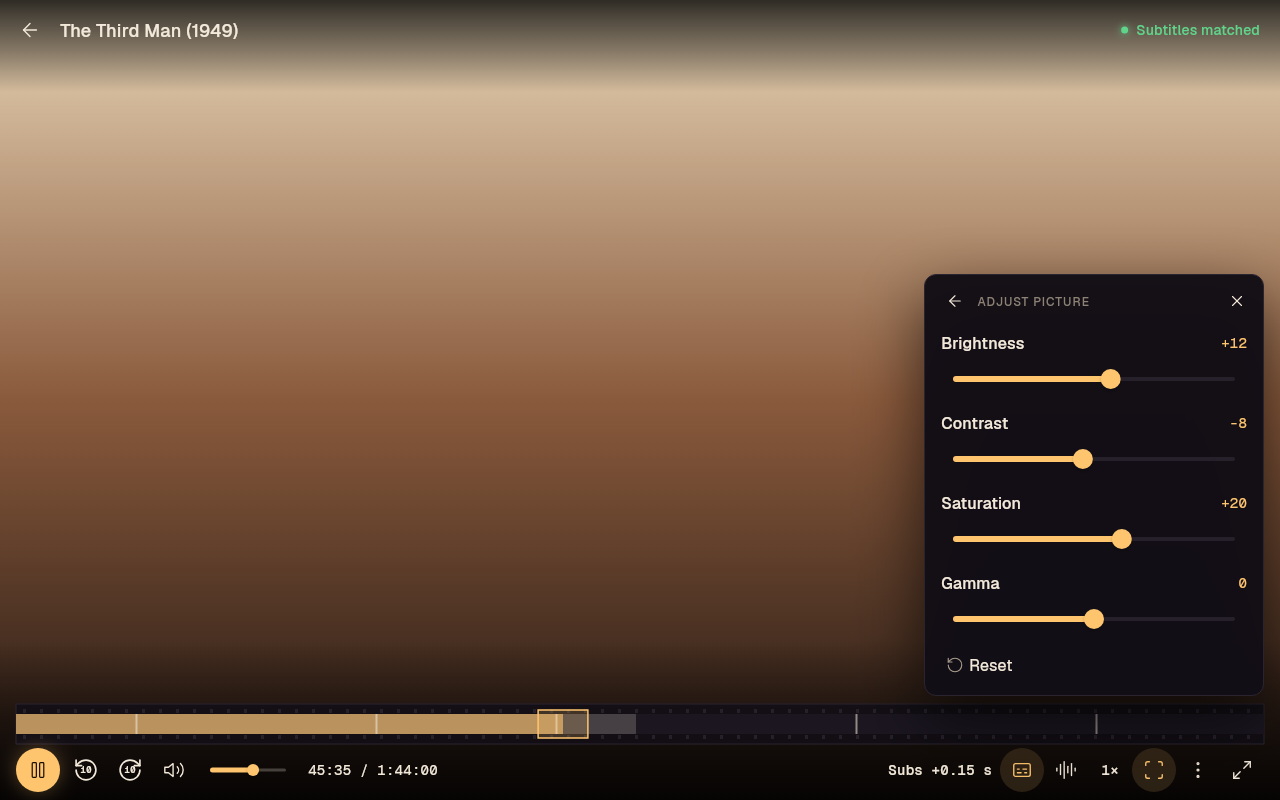 The Third Man (1949)
Subtitles matched
ADJUST PICTURE
Brightness +12
Contrast -8
Saturation +20
Gamma 0
Reset
10 10 45:35 / 1:44:00 Subs +0.15 s 1×